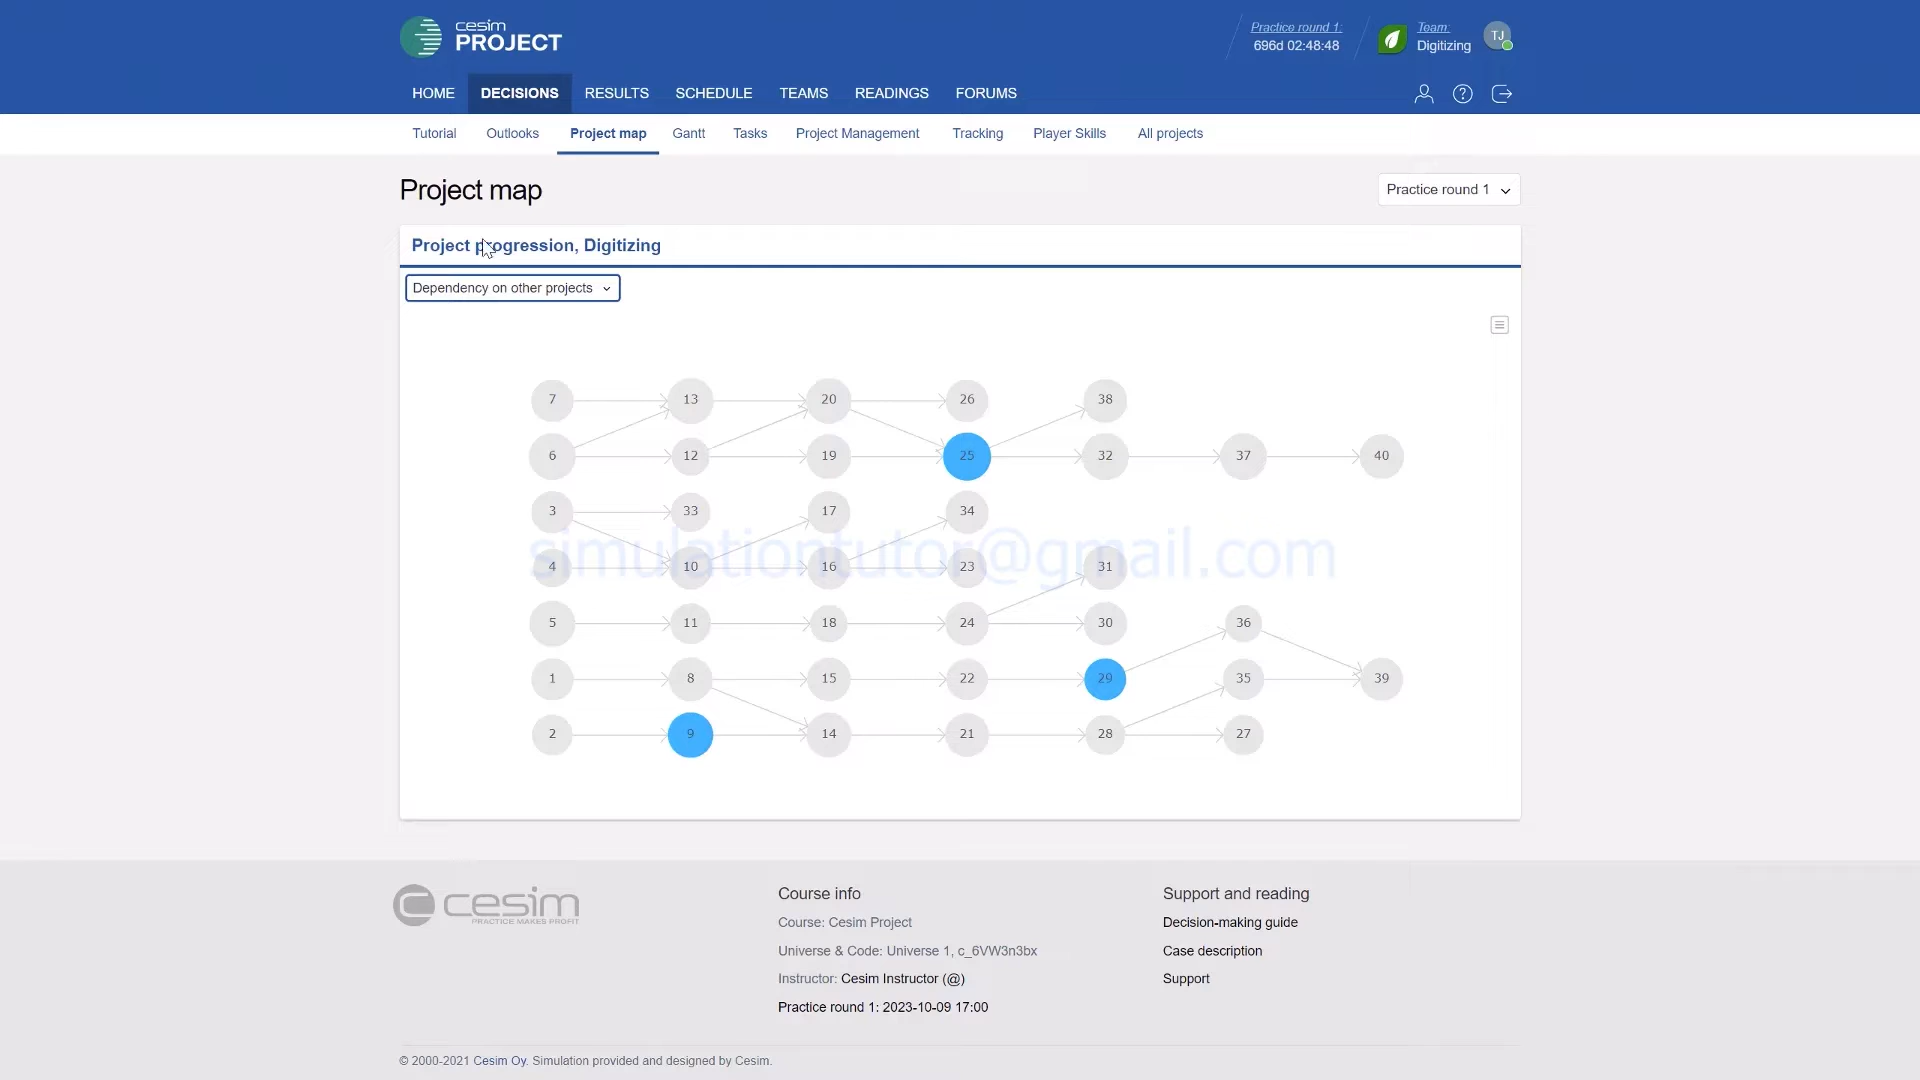 cesim
PROJECT
Practice round 1:
696d 02:48:48
Team:
Digitizing
TJ
HOME DECISIONS RESULTS SCHEDULE TEAMS READINGS FORUMS
Tutorial Outlooks Project map Gantt Tasks Project Management Tracking Player Skills All projects
Project map
Practice round 1
Project progression, Digitizing
Dependency on other projects
7 13 20 26 38
6 12 19 25 32 37 40
3 33 17 34
simulationtutor@gmail.com
4 10 16 23 31
5 11 18 24 30 36
1 8 15 22 29 35 39
2 9 14 21 28 27
cesim
PRACTICE MAKES PROFIT
Course info
Course: Cesim Project
Universe & Code: Universe 1, c_6VW3n3bx
Instructor: Cesim Instructor (@)
Practice round 1: 2023-10-09 17:00
Support and reading
Decision-making guide
Case description
Support
© 2000-2021 Cesim Oy. Simulation provided and designed by Cesim.